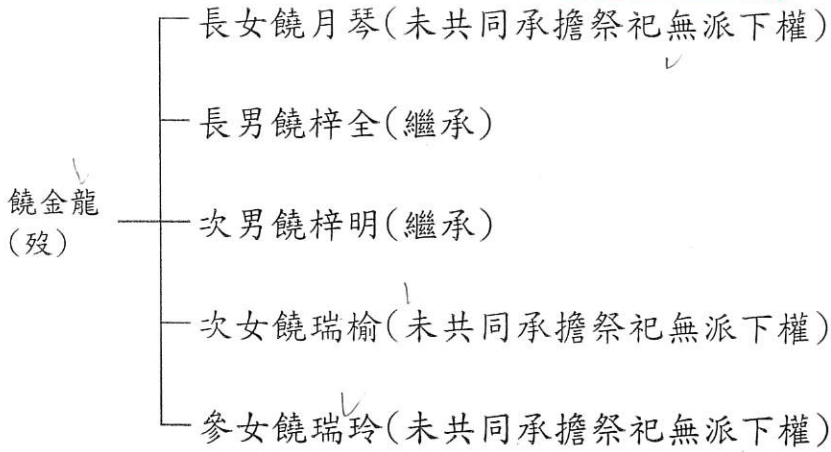 長女饒月琴(未共同承擔祭祀無派下權)
長男饒梓全(繼承)
饒金龍
(歿)
次男饒梓明(繼承)
次女饒瑞榆(未共同承擔祭祀無派下權)
參女饒瑞玲(未共同承擔祭祀無派下權)